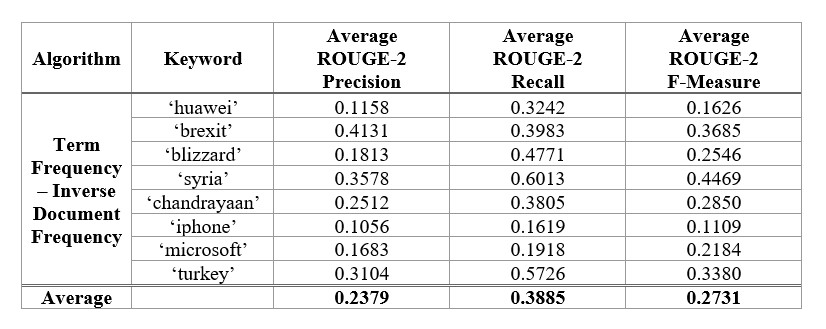 Algorithm Keyword Average ROUGE-2 Precision Average ROUGE-2 Recall Average ROUGE-2 F-Measure
Term Frequency – Inverse Document Frequency
‘huawei’ 0.1158 0.3242 0.1626
‘brexit’ 0.4131 0.3983 0.3685
‘blizzard’ 0.1813 0.4771 0.2546
‘syria’ 0.3578 0.6013 0.4469
‘chandrayaan’ 0.2512 0.3805 0.2850
‘iphone’ 0.1056 0.1619 0.1109
‘microsoft’ 0.1683 0.1918 0.2184
‘turkey’ 0.3104 0.5726 0.3380
Average 0.2379 0.3885 0.2731